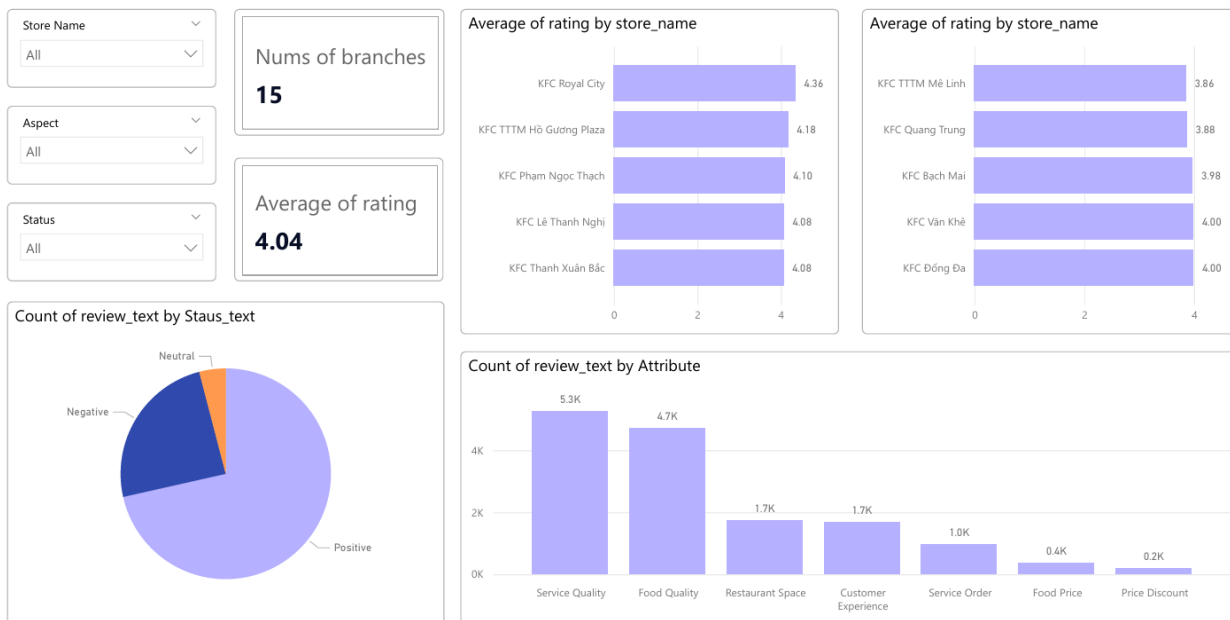 Store Name
All
Aspect
All
Status
All
Nums of branches
15
Average of rating
4.04
Average of rating by store_name
KFC Royal City
4.36
KFC TTTM Hồ Gương Plaza
4.18
KFC Phạm Ngọc Thạch
4.10
KFC Lê Thanh Nghị
4.08
KFC Thanh Xuân Bắc
4.08
0 2 4
Average of rating by store_name
KFC TTTM Mê Linh
3.86
KFC Quang Trung
3.88
KFC Bạch Mai
3.98
KFC Văn Khê
4.00
KFC Đống Đa
4.00
0 2 4
Count of review_text by Staus_text
Neutral
Negative
Positive
Count of review_text by Attribute
4K
2K
0K
5.3K
4.7K
1.7K
1.7K
1.0K
0.4K
0.2K
Service Quality
Food Quality
Restaurant Space
Customer
Experience
Service Order
Food Price
Price Discount